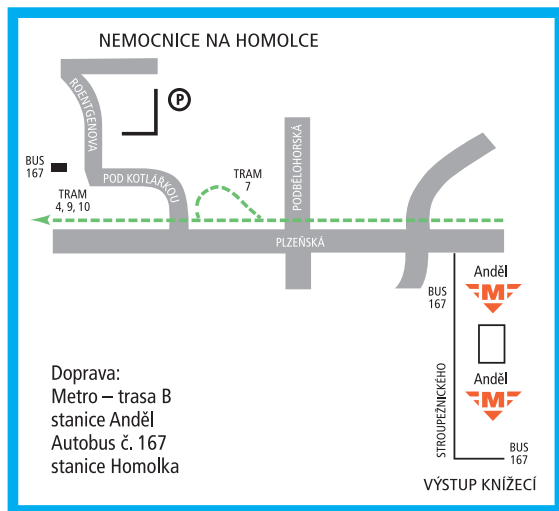 NEMOCNICE NA HOMOLCE
ROENTGENOVA
P
BUS
167
POD KOTLÁŘKOU
TRAM
7
PODBĚLOHORSKÁ
TRAM
4, 9, 10
PLZEŇSKÁ
Anděl
M
BUS
167
STROUPEŽNICKÉHO
Anděl
M
Doprava:
Metro – trasa B
stanice Anděl
Autobus č. 167
stanice Homolka
BUS
167
VÝSTUP KNÍŽECÍ